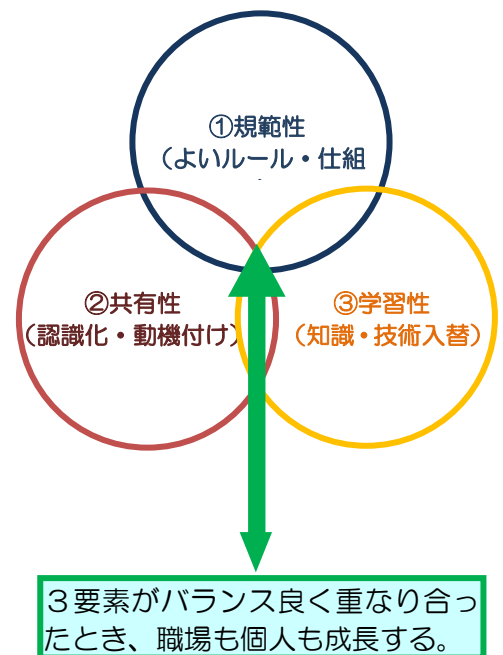 ①規範性
（よいルール・仕組
②共有性
（認識化・動機付け）
③学習性
（知識・技術入替）
３要素がバランス良く重なり合っ
たとき、職場も個人も成長する。